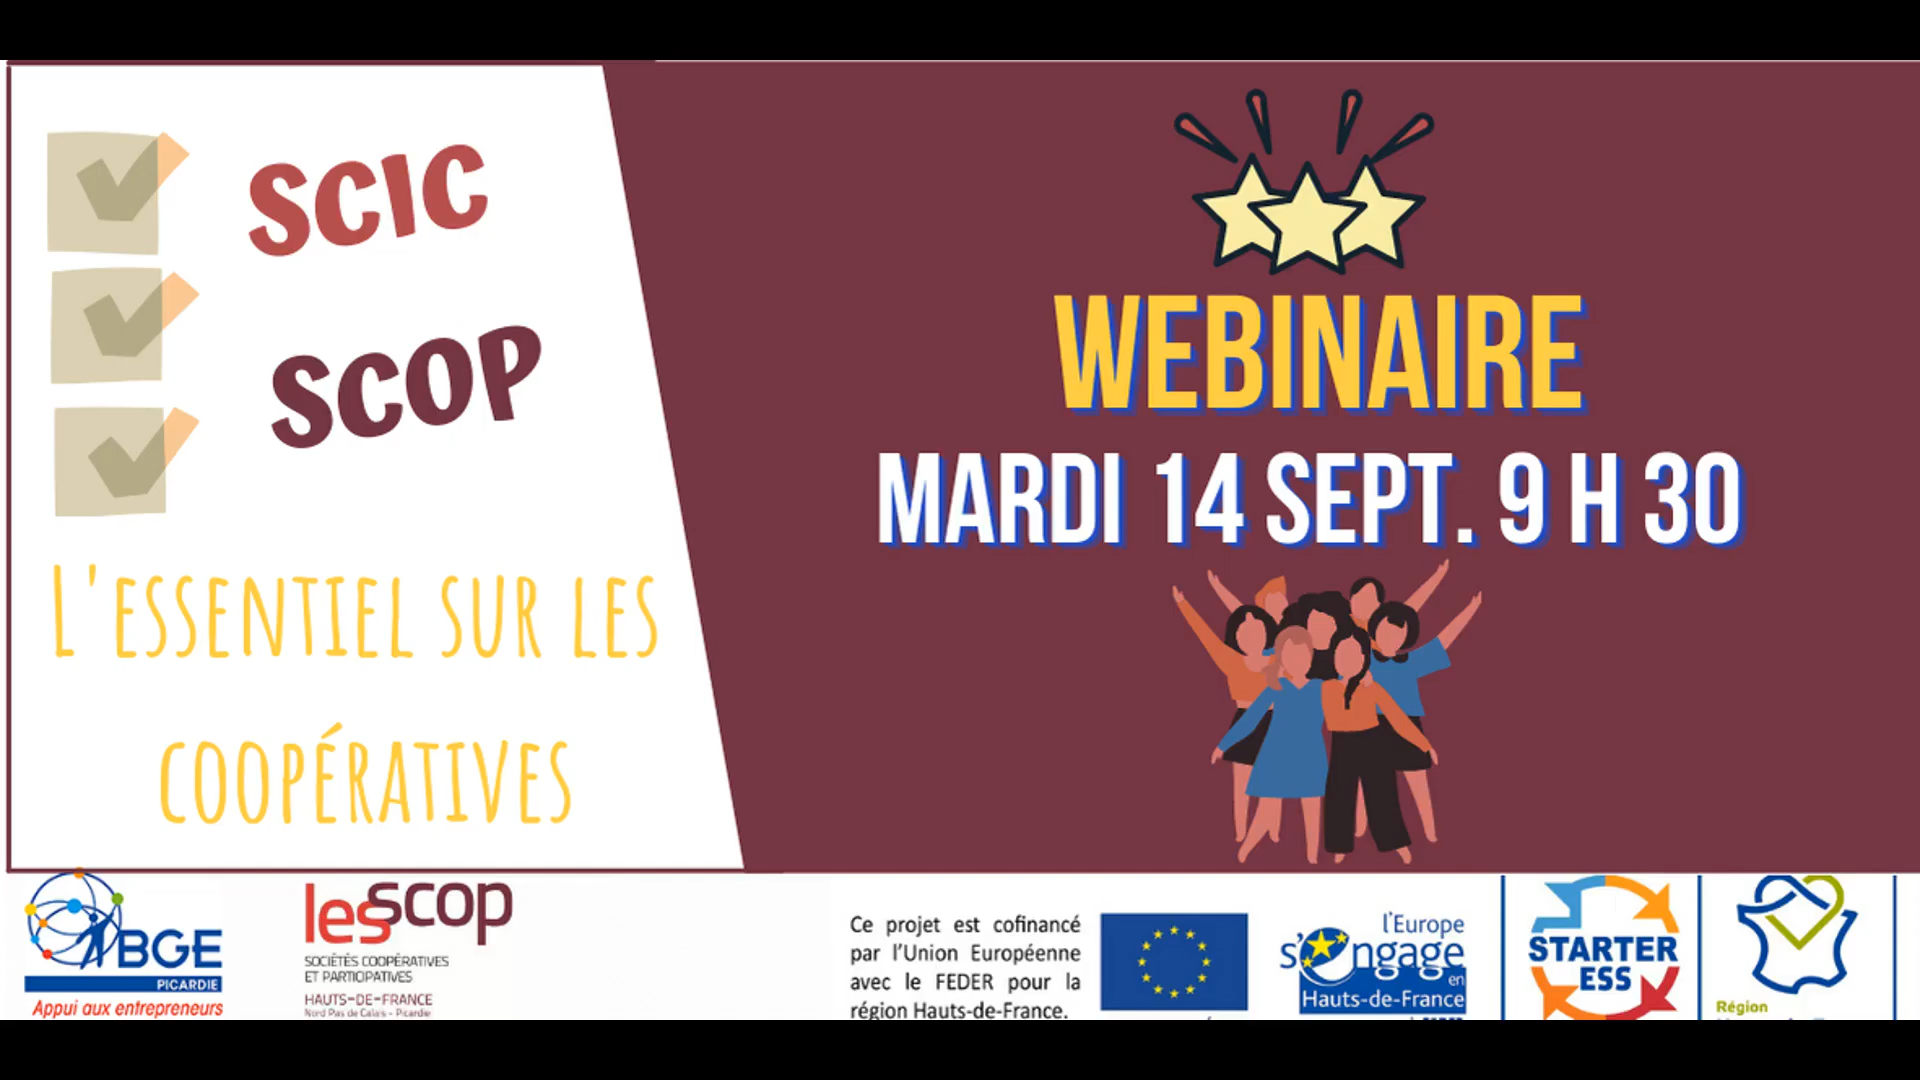 SCIC
SCOP
L'ESSENTIEL SUR LES
COOPÉRATIVES
WEBINAIRE
MARDI 14 SEPT. 9 H 30
BGE
PICARDIE
Appui aux entrepreneurs
lesscop
SOCIÉTÉS COOPÉRATIVES
ET PARTICIPATIVES
HAUTS-DE-FRANCE
Nord Pas de Calais - Picardie
Ce projet est cofinancé
par l'Union Européenne
avec le FEDER pour la
région Hauts-de-France.
l'Europe
s'engage
en
Hauts-de-France
STARTER
ESS
Région